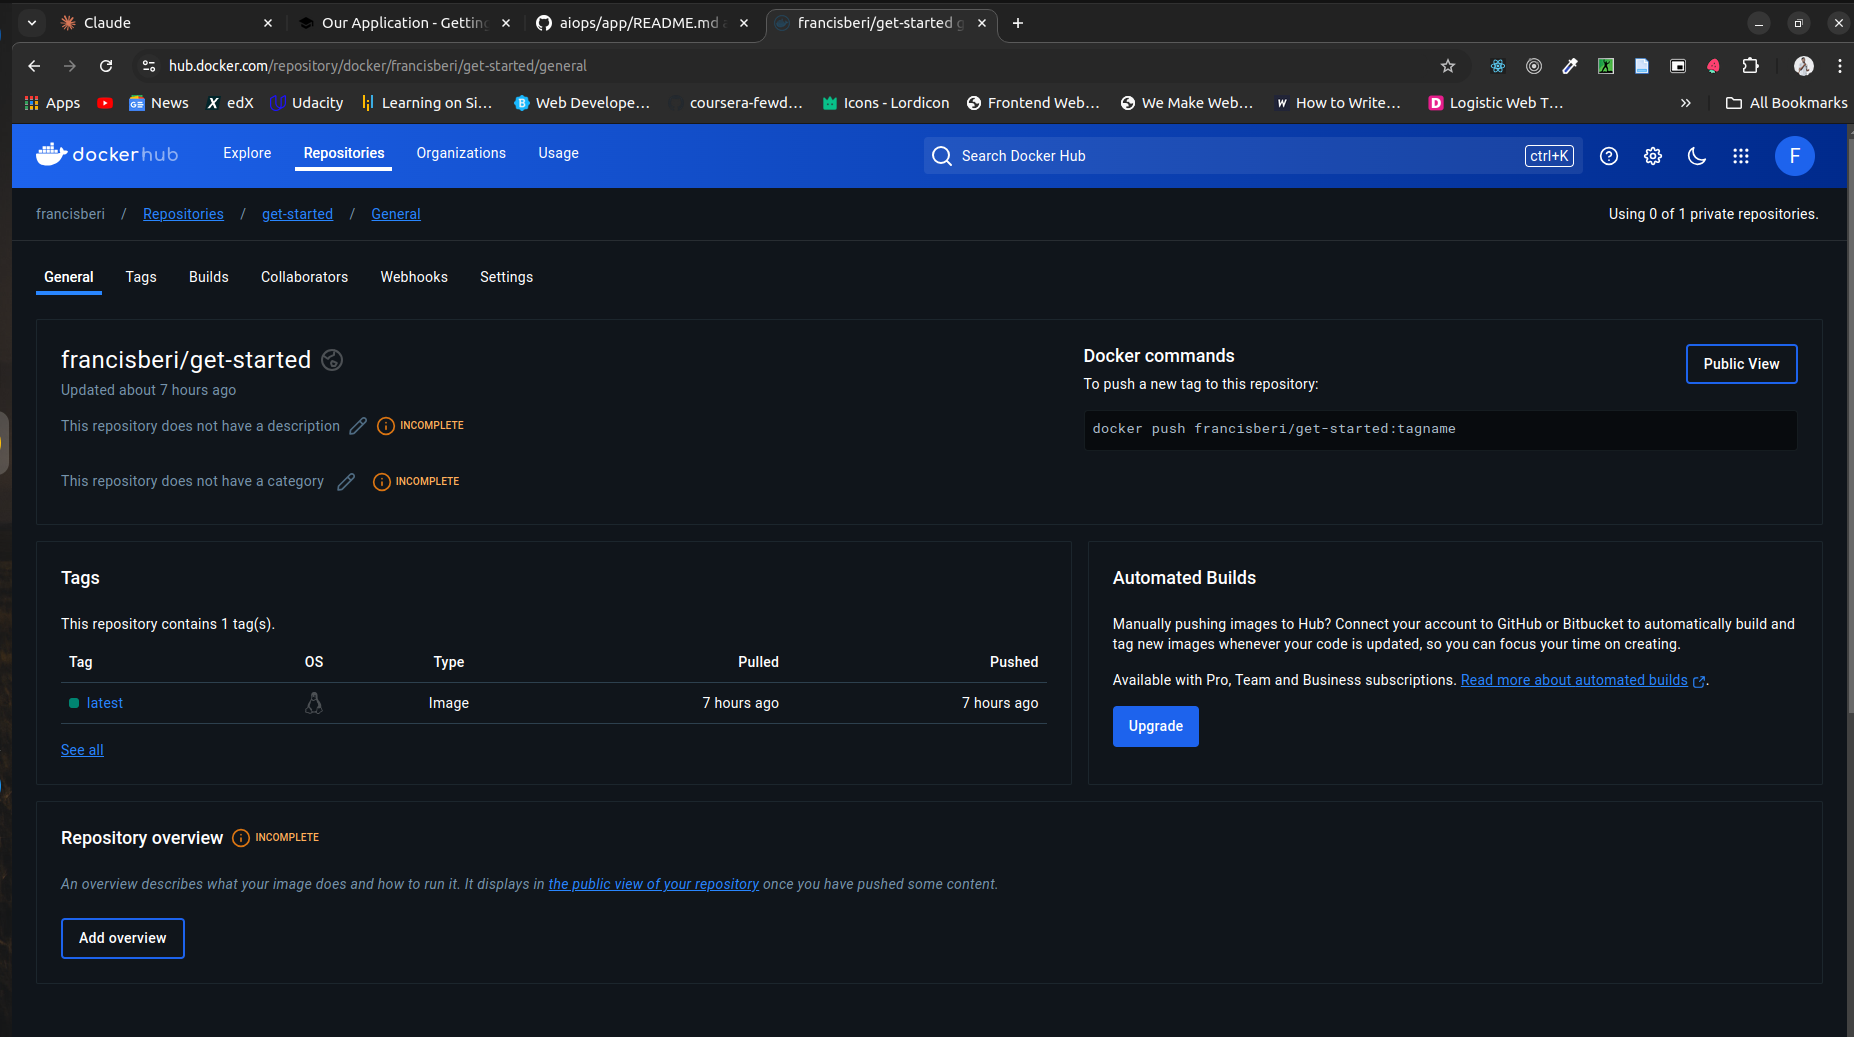 Claude
Our Application - Getting
aiops/app/README.md
francisberi/get-started
hub.docker.com/repository/docker/francisberi/get-started/general
Apps
News
edX
Udacity
Learning on Si...
Web Develope...
coursera-fewd...
Icons - Lordicon
Frontend Web...
We Make Web...
How to Write...
Logistic Web T...
All Bookmarks
dockerhub
Explore
Repositories
Organizations
Usage
Search Docker Hub
ctrl+K
F
francisberi / Repositories / get-started / General
Using 0 of 1 private repositories.
General
Tags
Builds
Collaborators
Webhooks
Settings
francisberi/get-started
Updated about 7 hours ago
This repository does not have a description
INCOMPLETE
This repository does not have a category
INCOMPLETE
Docker commands
To push a new tag to this repository:
docker push francisberi/get-started:tagname
Public View
Tags
This repository contains 1 tag(s).
Tag OS Type Pulled Pushed
latest Image 7 hours ago 7 hours ago
See all
Automated Builds
Manually pushing images to Hub? Connect your account to GitHub or Bitbucket to automatically build and
tag new images whenever your code is updated, so you can focus your time on creating.
Available with Pro, Team and Business subscriptions. Read more about automated builds.
Upgrade
Repository overview
INCOMPLETE
An overview describes what your image does and how to run it. It displays in the public view of your repository once you have pushed some content.
Add overview